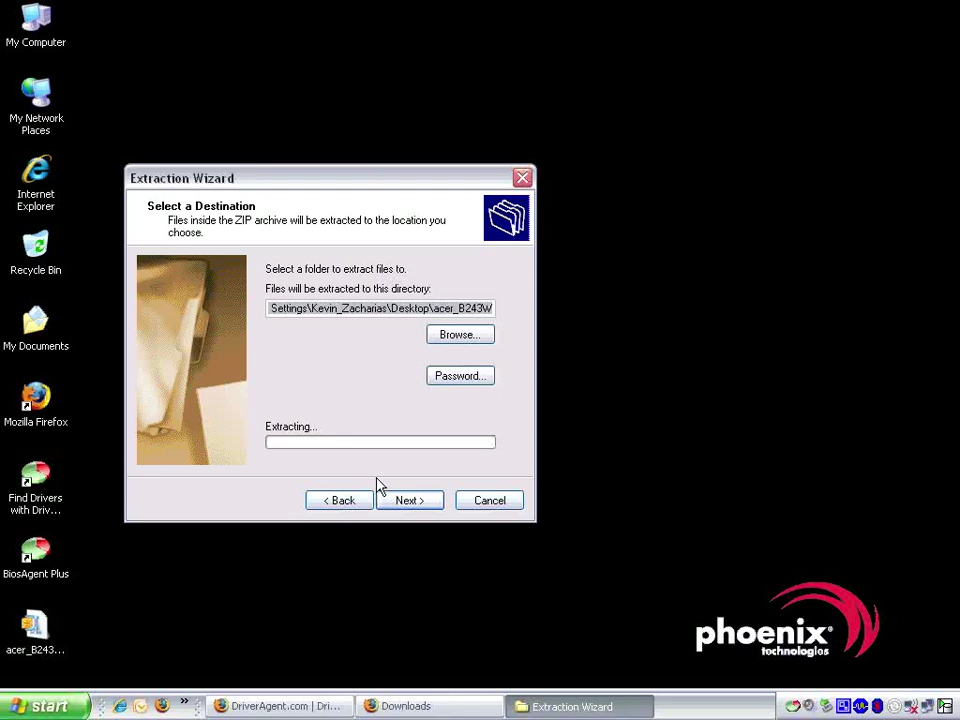 My Computer
My Network
Places
Internet
Explorer
Recycle Bin
My Documents
Mozilla Firefox
Find Drivers
with Driv...
BiosAgent Plus
acer_B243...
Extraction Wizard
Select a Destination
Files inside the ZIP archive will be extracted to the location you
choose.
Select a folder to extract files to.
Files will be extracted to this directory:
Settings\Kevin_Zacharias\Desktop\acer_B243W
Browse...
Password...
Extracting...
< Back
Next >
Cancel
phoenix®
technologies
start
DriverAgent.com | Dri...
Downloads
Extraction Wizard